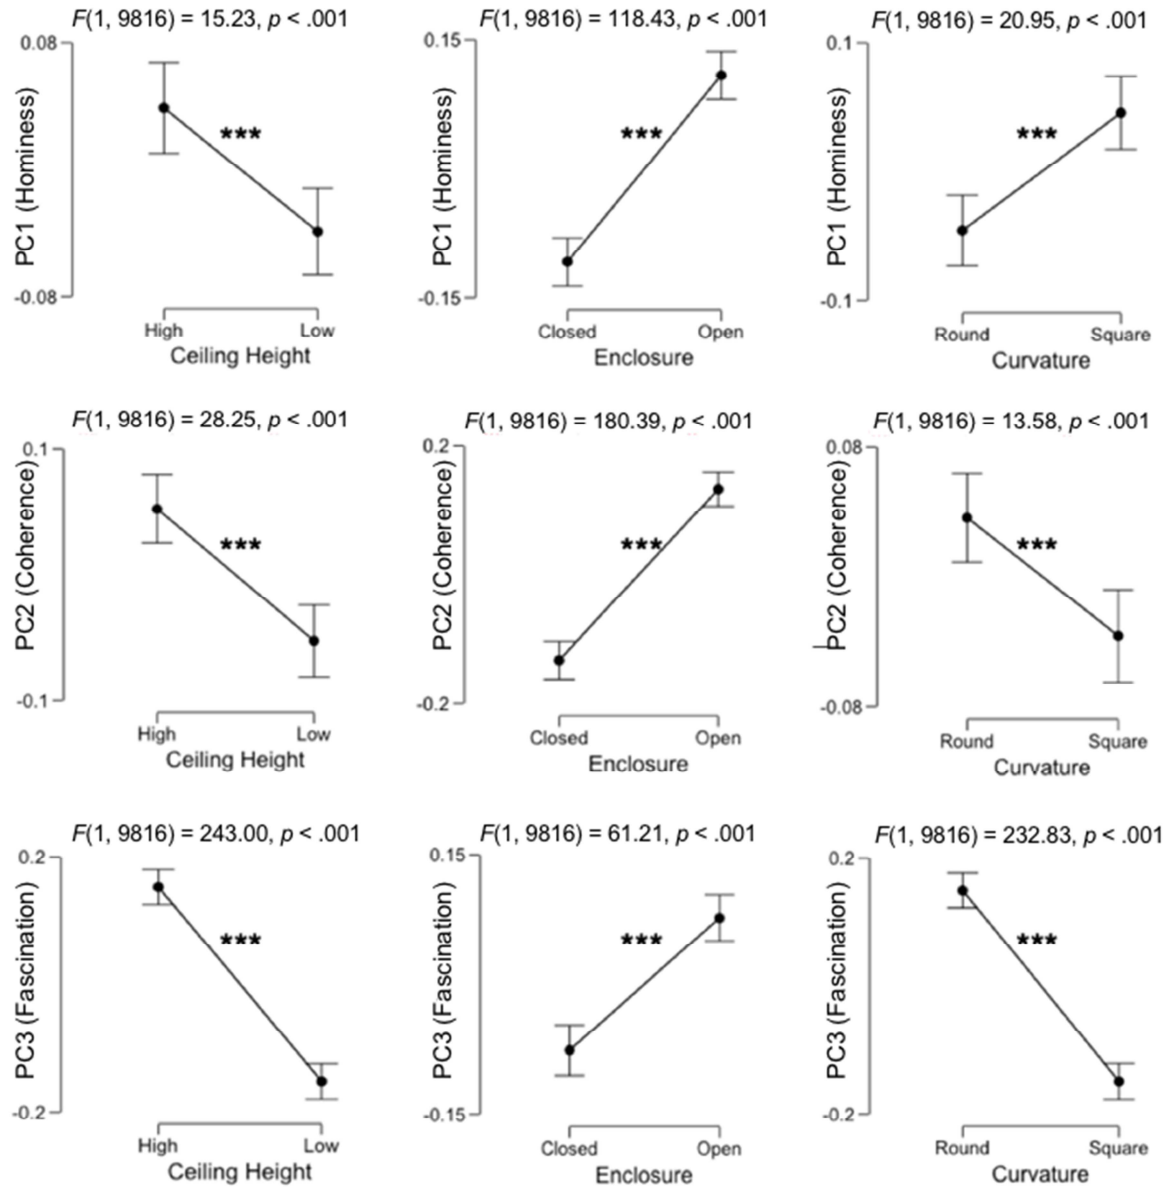 F(1, 9816) = 15.23, p < .001
0.08
PC1 (Hominess)
***
-0.08
High Low
Ceiling Height
F(1, 9816) = 118.43, p < .001
0.15
PC1 (Hominess)
***
-0.15
Closed Open
Enclosure
F(1, 9816) = 20.95, p < .001
0.1
PC1 (Hominess)
***
-0.1
Round Square
Curvature
F(1, 9816) = 28.25, p < .001
0.1
PC2 (Coherence)
***
-0.1
High Low
Ceiling Height
F(1, 9816) = 180.39, p < .001
0.2
PC2 (Coherence)
***
-0.2
Closed Open
Enclosure
F(1, 9816) = 13.58, p < .001
0.08
PC2 (Coherence)
***
-0.08
Round Square
Curvature
F(1, 9816) = 243.00, p < .001
0.2
PC3 (Fascination)
***
-0.2
High Low
Ceiling Height
F(1, 9816) = 61.21, p < .001
0.15
PC3 (Fascination)
***
-0.15
Closed Open
Enclosure
F(1, 9816) = 232.83, p < .001
0.2
PC3 (Fascination)
***
-0.2
Round Square
Curvature